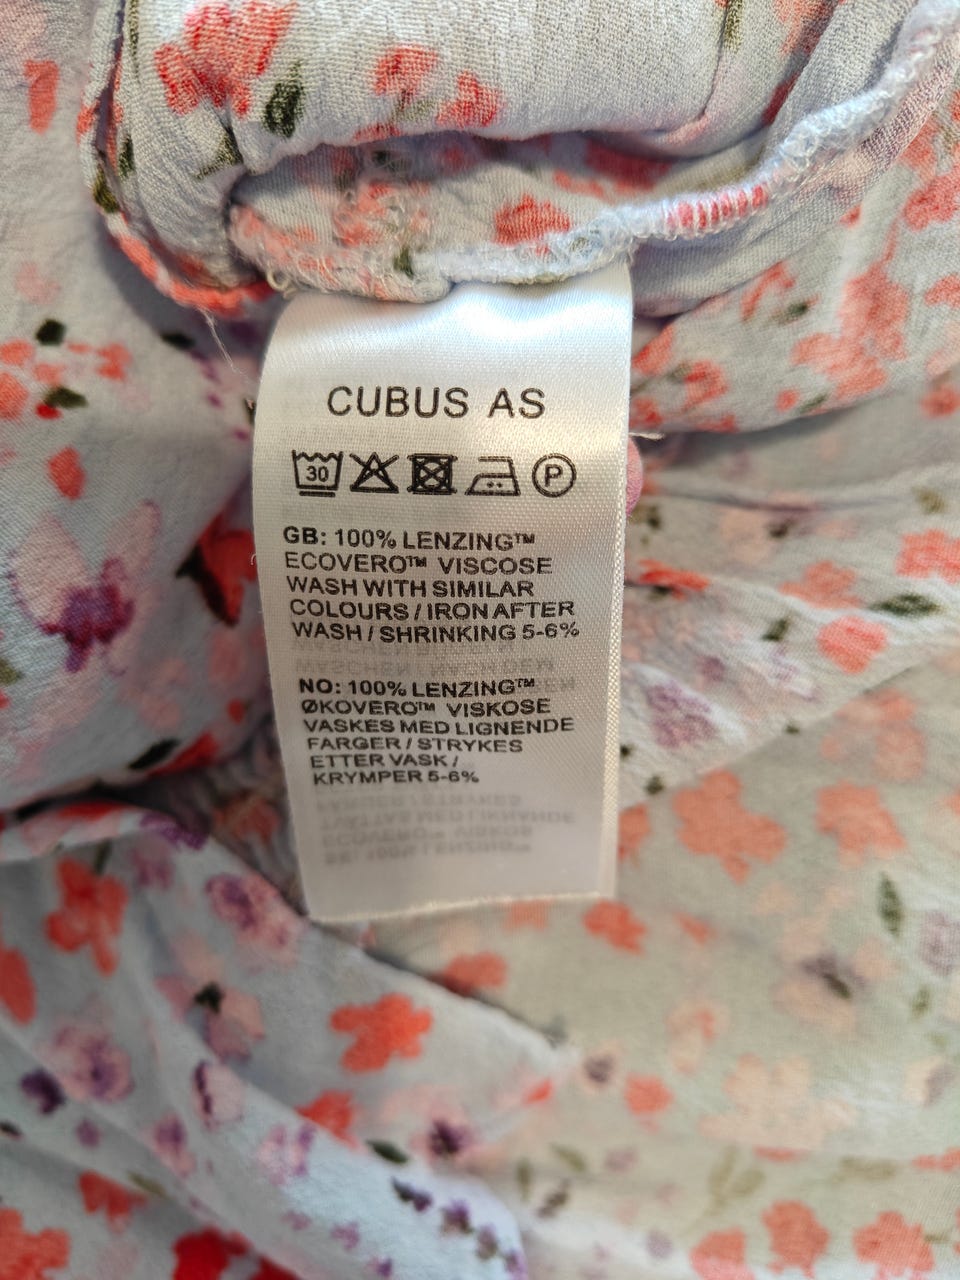 CUBUS AS
30 P
GB: 100% LENZING™
ECOVERO™ VISCOSE
WASH WITH SIMILAR
COLOURS / IRON AFTER
WASH / SHRINKING 5-6%
NO: 100% LENZING™
ØKOVERO™ VISKOSE
VASKES MED LIGNENDE
FARGER / STRYKES
ETTER VASK /
KRYMPER 5-6%